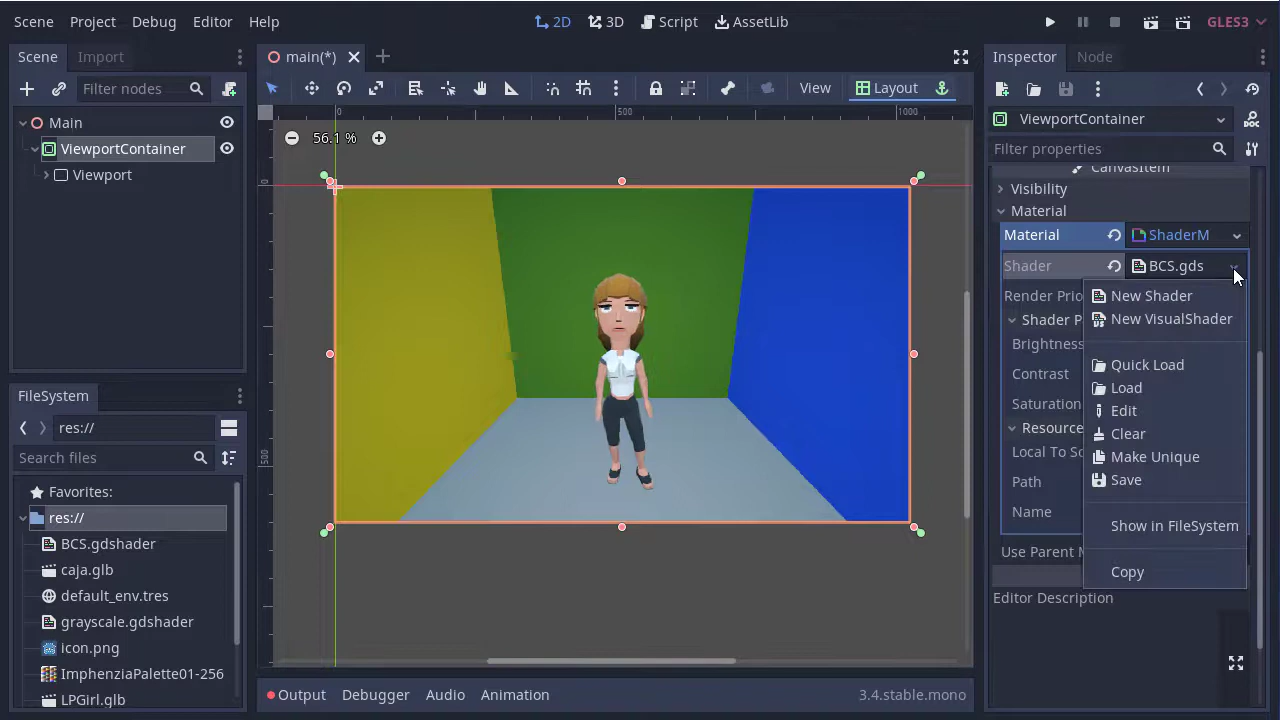 Scene Project Debug Editor Help
2D 3D Script AssetLib
GLES3
Scene Import
Filter nodes
Main
ViewportContainer
Viewport
FileSystem
res://
Search files
Favorites:
res://
BCS.gdshader
caja.glb
default_env.tres
grayscale.gdshader
icon.png
ImphenziaPalette01-256
LPGirl.glb
main(*)
View Layout
0 500 1000
56.1 %
0
500
Output Debugger Audio Animation 3.4.stable.mono
Inspector Node
ViewportContainer
Filter properties
CanvasItem
Visibility
Material
Material ShaderM
Shader BCS.gds
Render Prio
Shader P
Brightness
Contrast
Saturation
Resource
Local To Sc
Path
Name
Use Parent M
Editor Description
New Shader
New VisualShader
Quick Load
Load
Edit
Clear
Make Unique
Save
Show in FileSystem
Copy